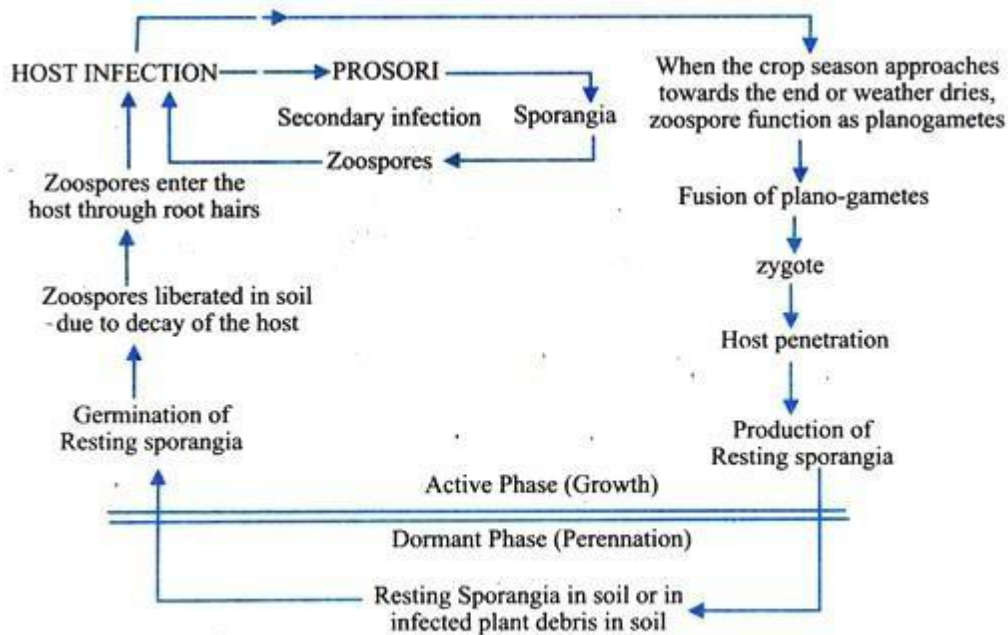 HOST INFECTION
PROSORI
Secondary infection
Sporangia
Zoospores
When the crop season approaches
towards the end or weather dries,
zoospore function as planogametes
Fusion of plano-gametes
zygote
Host penetration
Production of
Resting sporangia
Zoospores enter the
host through root hairs
Zoospores liberated in soil
due to decay of the host
Germination of
Resting sporangia
Active Phase (Growth)
Dormant Phase (Perennation)
Resting Sporangia in soil or in
infected plant debris in soil